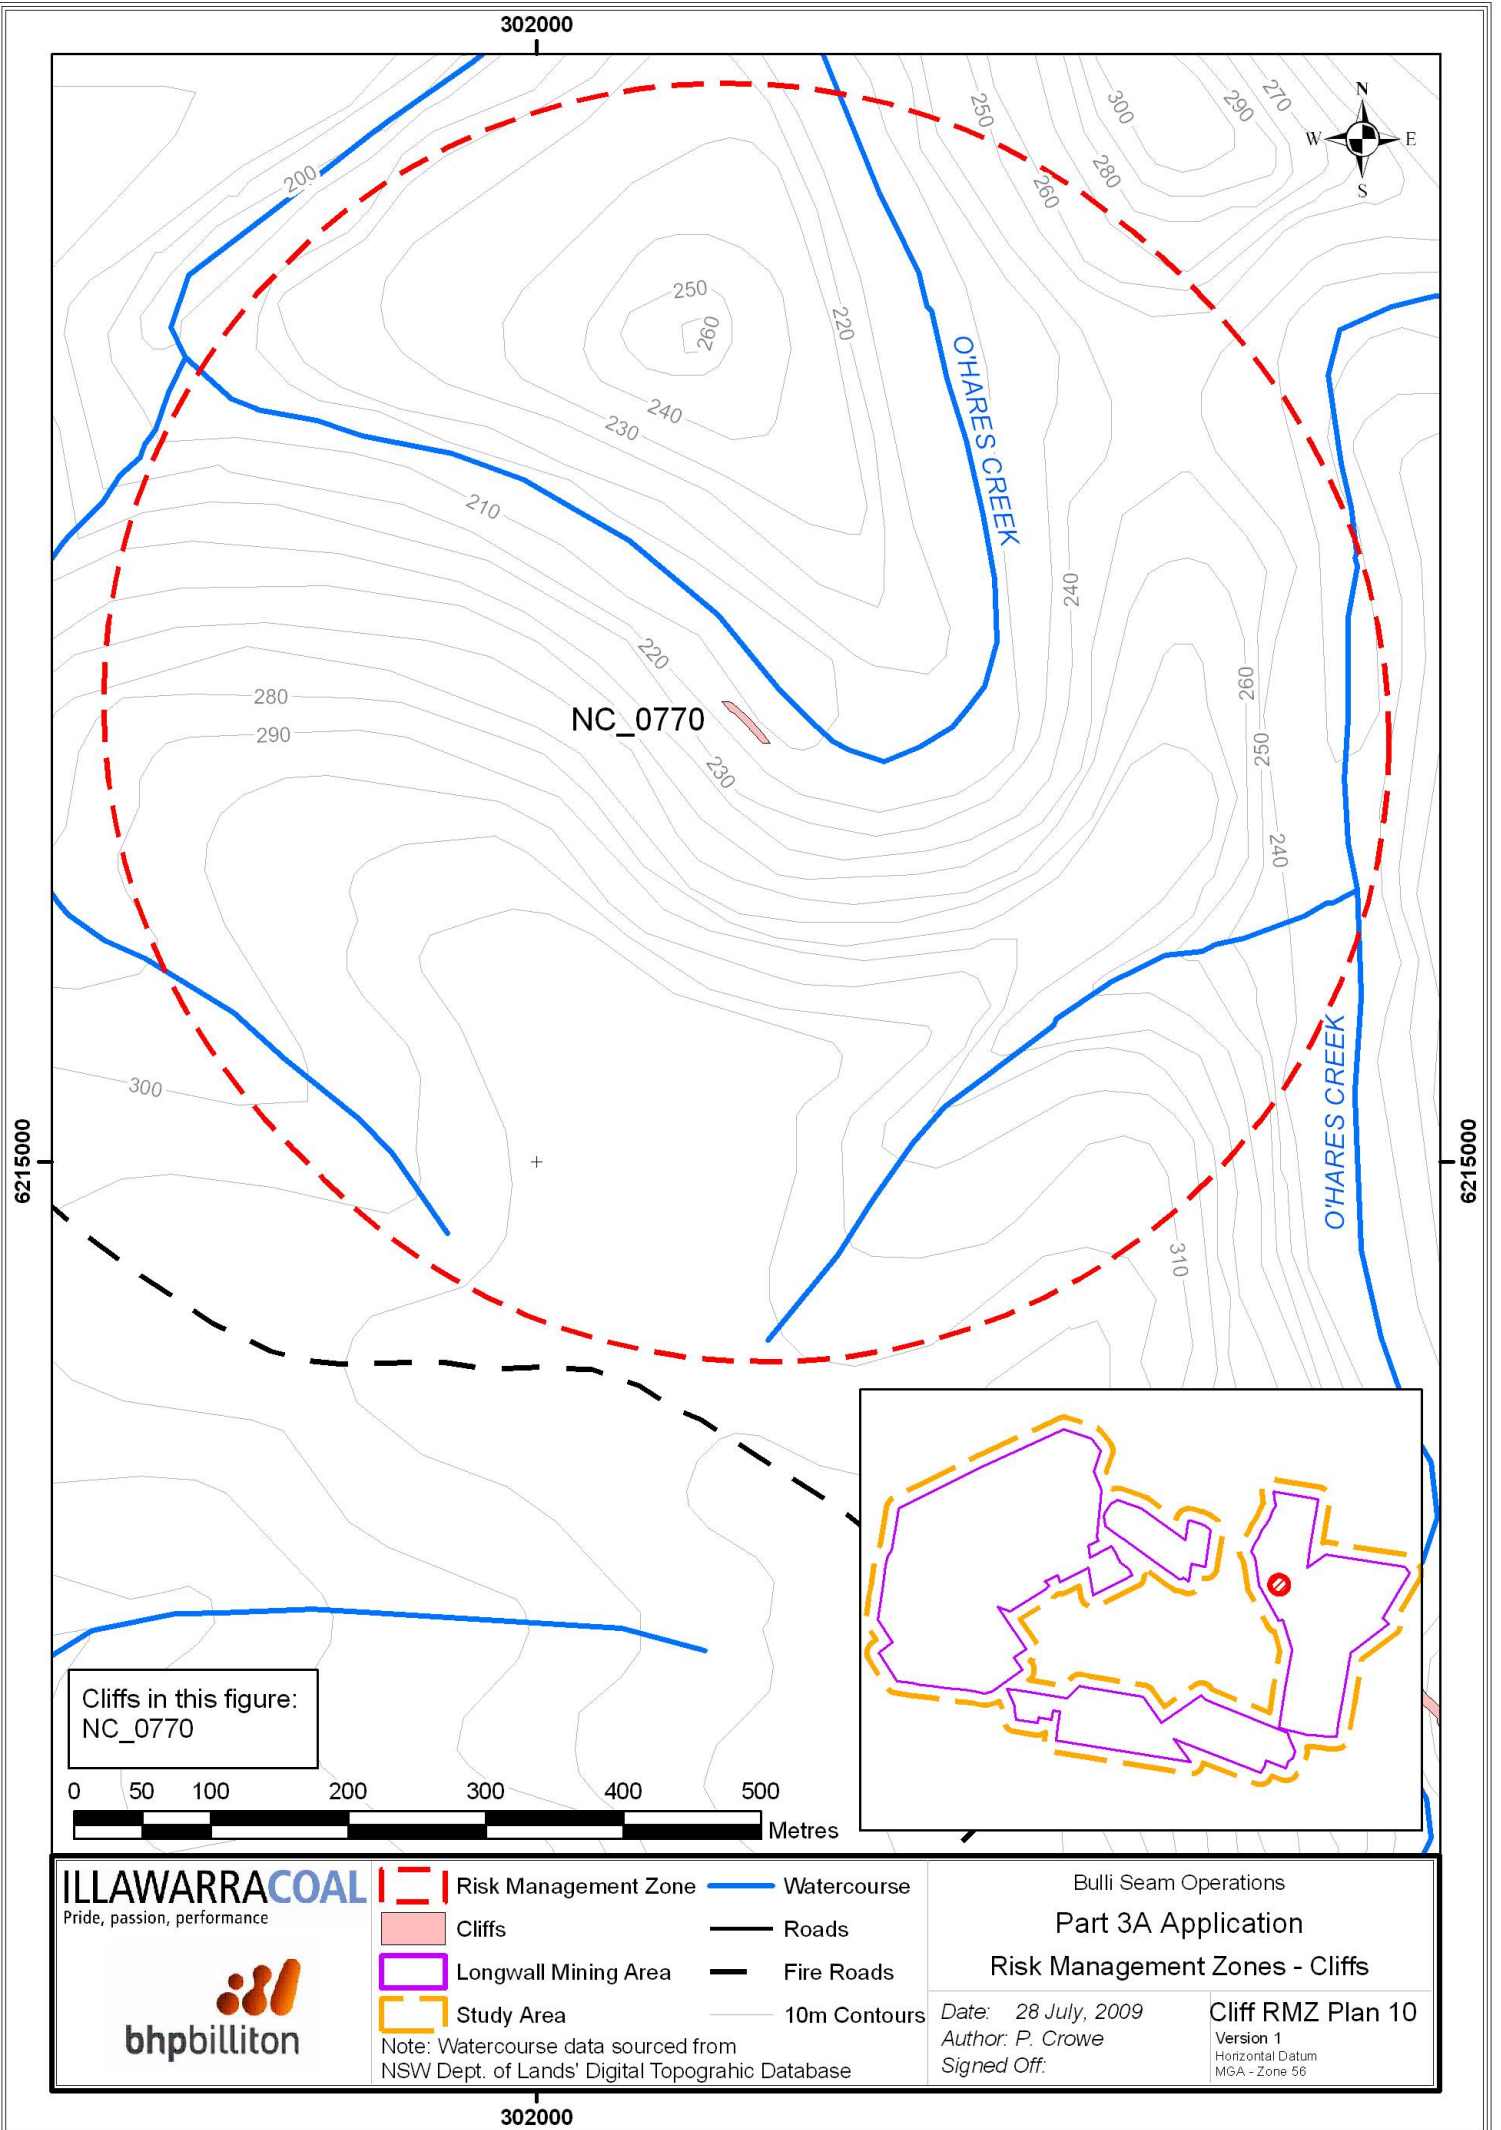 302000
N
W E
S
250
300
290
270
280
260
200
250
260
220
240
230
O'HARES CREEK
210
240
220
260
280
290
NC_0770
230
250
240
300
6215000
6215000
O'HARES CREEK
310
Cliffs in this figure:
NC_0770
0 50 100 200 300 400 500
Metres
ILLAWARRACOAL
Pride, passion, performance
bhpbilliton
Risk Management Zone
Cliffs
Longwall Mining Area
Study Area
Watercourse
Roads
Fire Roads
10m Contours
Note: Watercourse data sourced from
NSW Dept. of Lands' Digital Topograhic Database
Bulli Seam Operations
Part 3A Application
Risk Management Zones - Cliffs
Date: 28 July, 2009
Author: P. Crowe
Signed Off:
Cliff RMZ Plan 10
Version 1
Horizontal Datum
MGA - Zone 56
302000